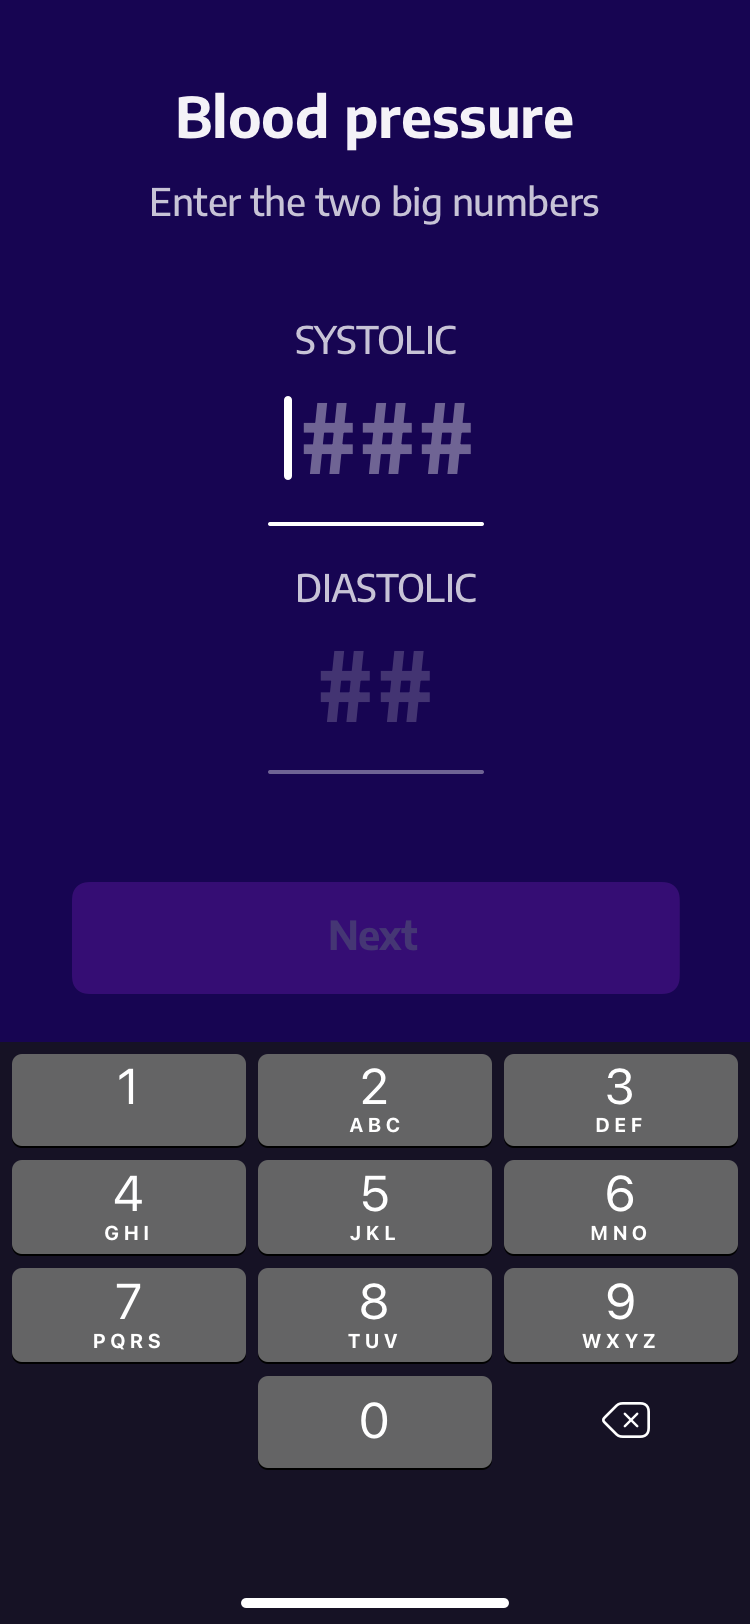 Blood pressure
Enter the two big numbers
SYSTOLIC
###
DIASTOLIC
##
Next
1 2 3
ABC DEF
4 5 6
GHI JKL MNO
7 8 9
PQRS TUV WXYZ
0